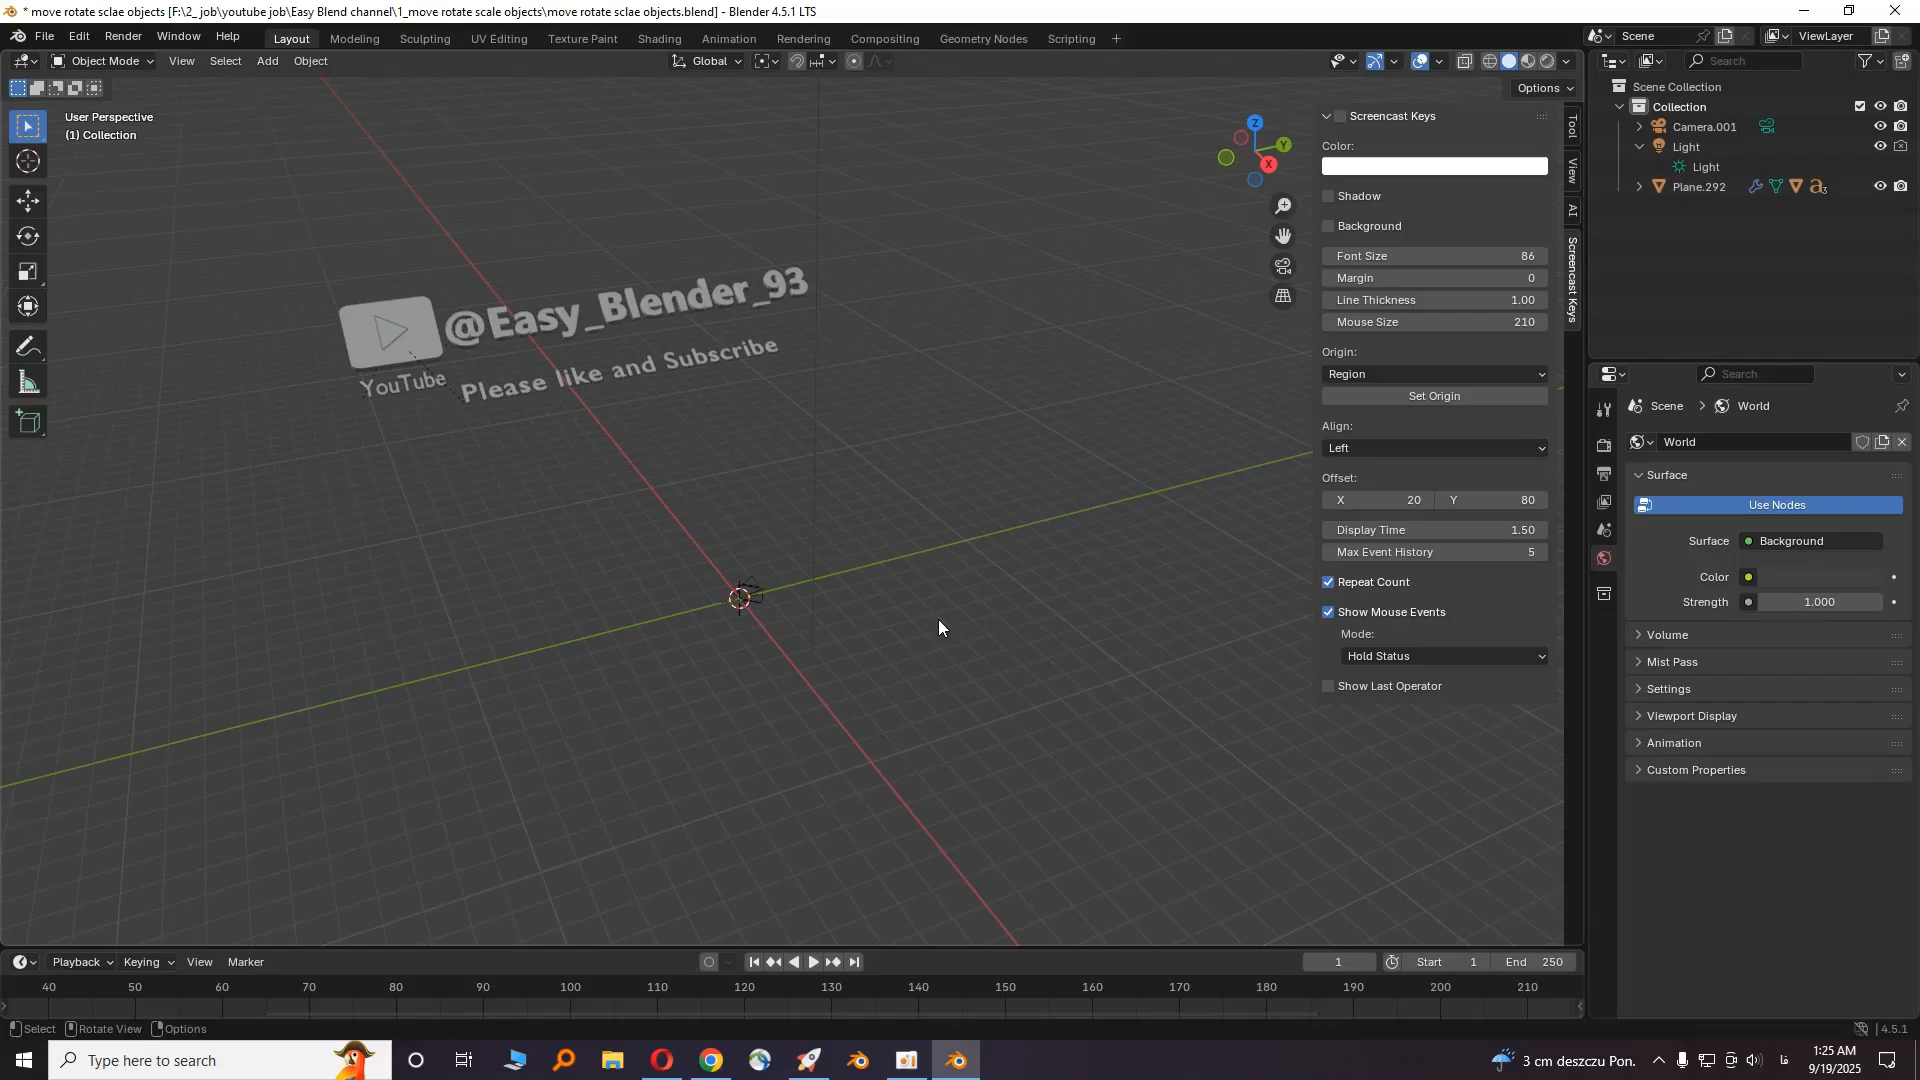 * move rotate sclae objects [F:\2_ job\youtube job\Easy Blend channel\1_move rotate scale objects\move rotate sclae objects.blend] - Blender 4.5.1 LTS
File Edit Render Window Help Layout Modeling Sculpting UV Editing Texture Paint Shading Animation Rendering Compositing Geometry Nodes Scripting Scene ViewLayer
Object Mode View Select Add Object Global Search
Options
User Perspective
(1) Collection
@Easy_Blender_93
YouTube
Please like and Subscribe
Z
Y
X
Screencast Keys
Color:
Shadow
Background
Font Size 86
Margin 0
Line Thickness 1.00
Mouse Size 210
Origin:
Region
Set Origin
Align:
Left
Offset:
X 20 Y 80
Display Time 1.50
Max Event History 5
Repeat Count
Show Mouse Events
Mode:
Hold Status
Show Last Operator
Tool
View
AI
Screencast Keys
Scene Collection
Collection
Camera.001
Light
Light
Plane.292
Search
Scene World
World
Surface
Use Nodes
Surface Background
Color
Strength 1.000
Volume
Mist Pass
Settings
Viewport Display
Animation
Custom Properties
Playback Keying View Marker 1 Start 1 End 250
40 50 60 70 80 90 100 110 120 130 140 150 160 170 180 190 200 210
Select Rotate View Options 4.5.1
Type here to search
3 cm deszczu Pon.
فا
1:25 AM
9/19/2025